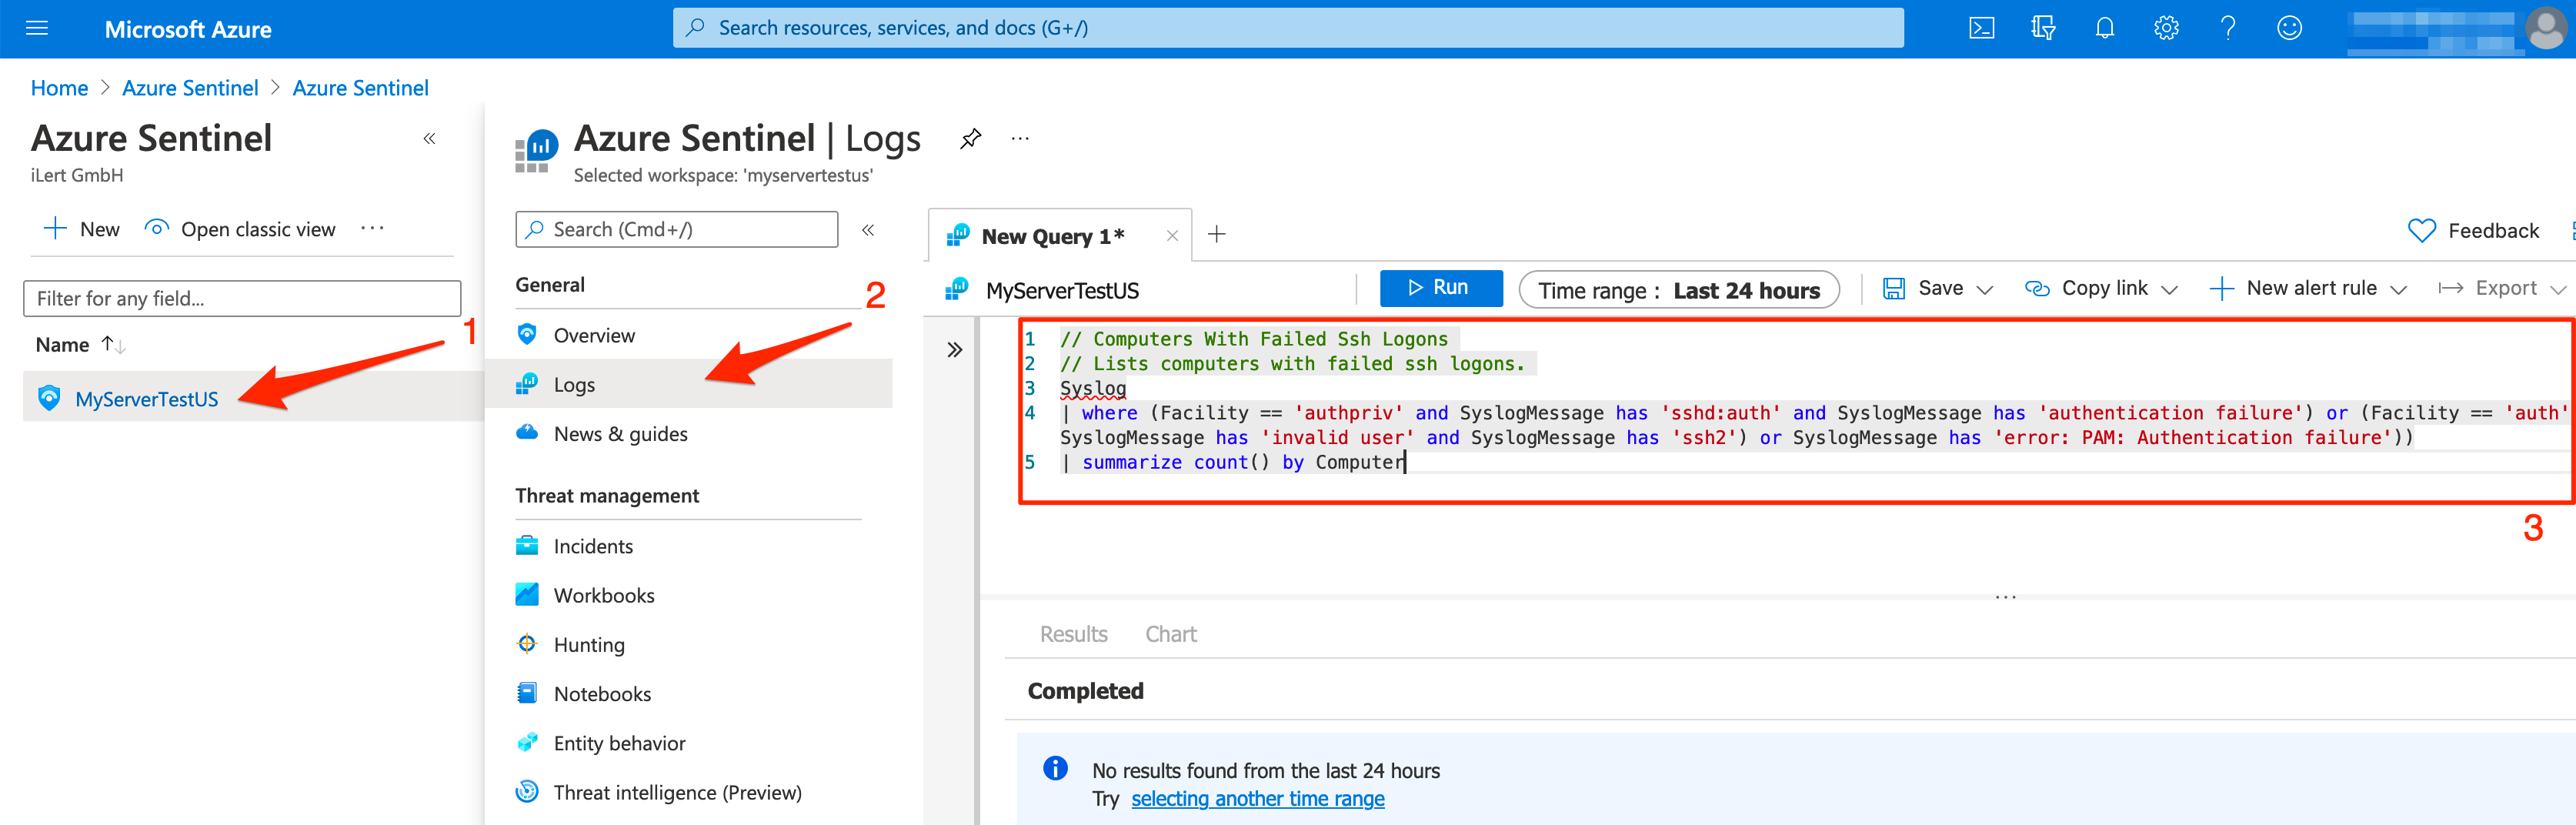 Microsoft Azure
Search resources, services, and docs (G+/)
Home > Azure Sentinel > Azure Sentinel
Azure Sentinel
iLert GmbH
New
Open classic view
Filter for any field...
Name
1
MyServerTestUS
Azure Sentinel | Logs
Selected workspace: 'myservertestus'
Search (Cmd+/)
General
2
Overview
Logs
News & guides
Threat management
Incidents
Workbooks
Hunting
Notebooks
Entity behavior
Threat intelligence (Preview)
New Query 1*
Feedback
MyServerTestUS
Run
Time range : Last 24 hours
Save
Copy link
New alert rule
Export
1 // Computers With Failed Ssh Logons
2 // Lists computers with failed ssh logons.
3 Syslog
4 | where (Facility == 'authpriv' and SyslogMessage has 'sshd:auth' and SyslogMessage has 'authentication failure') or (Facility == 'auth'
SyslogMessage has 'invalid user' and SyslogMessage has 'ssh2') or SyslogMessage has 'error: PAM: Authentication failure'))
5 | summarize count() by Computer
3
Results
Chart
Completed
No results found from the last 24 hours
Try selecting another time range